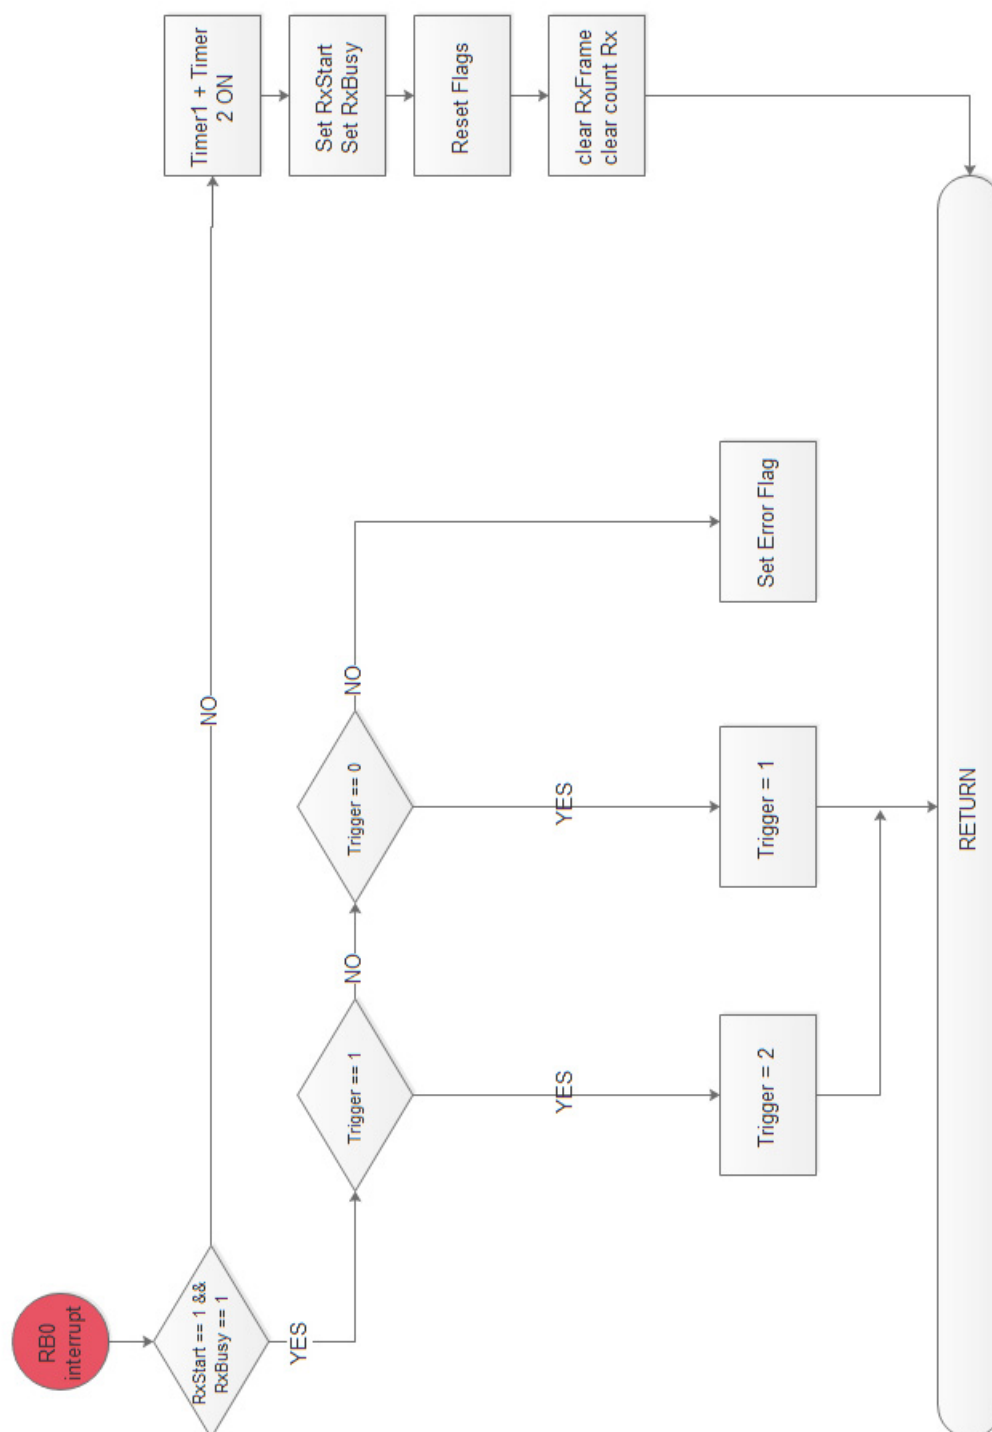 RB0
interrupt
RxStart == 1 &&
RxBusy == 1
NO
YES
Timer1 + Timer
2 ON
Set RxStart
Set RxBusy
Reset Flags
clear RxFrame
clear count Rx
Trigger == 1
NO
Trigger == 0
NO
YES
YES
Trigger = 2
Trigger = 1
Set Error Flag
RETURN